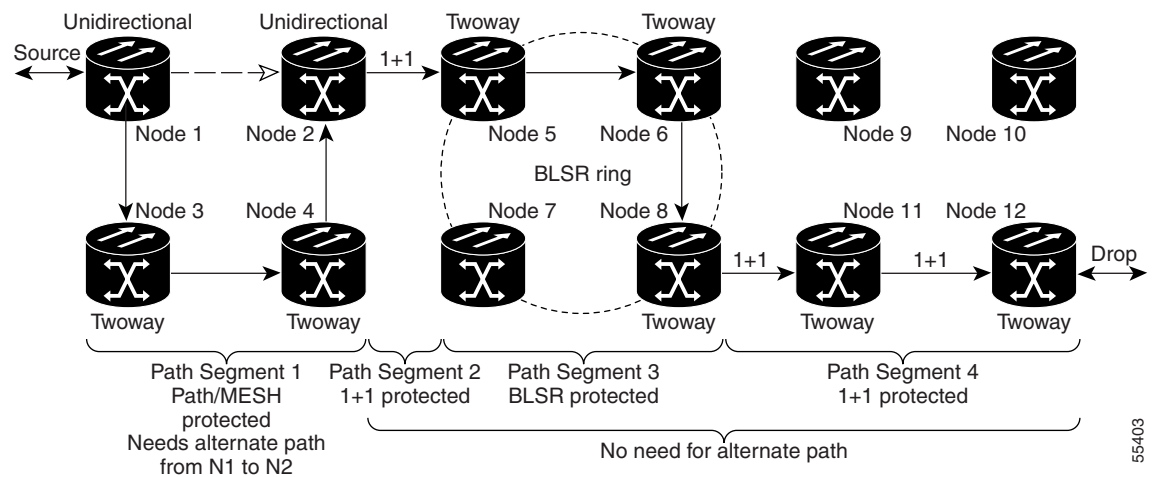 Unidirectional
Unidirectional
Twoway
Twoway
Source
1+1
Node 1
Node 2
Node 5
Node 6
Node 9
Node 10
BLSR ring
Node 3
Node 4
Node 7
Node 8
Node 11
Node 12
1+1
1+1
Drop
Twoway
Twoway
Twoway
Twoway
Twoway
Path Segment 1
Path/MESH
protected
Needs alternate path
from N1 to N2
Path Segment 2
1+1 protected
Path Segment 3
BLSR protected
Path Segment 4
1+1 protected
No need for alternate path
55403